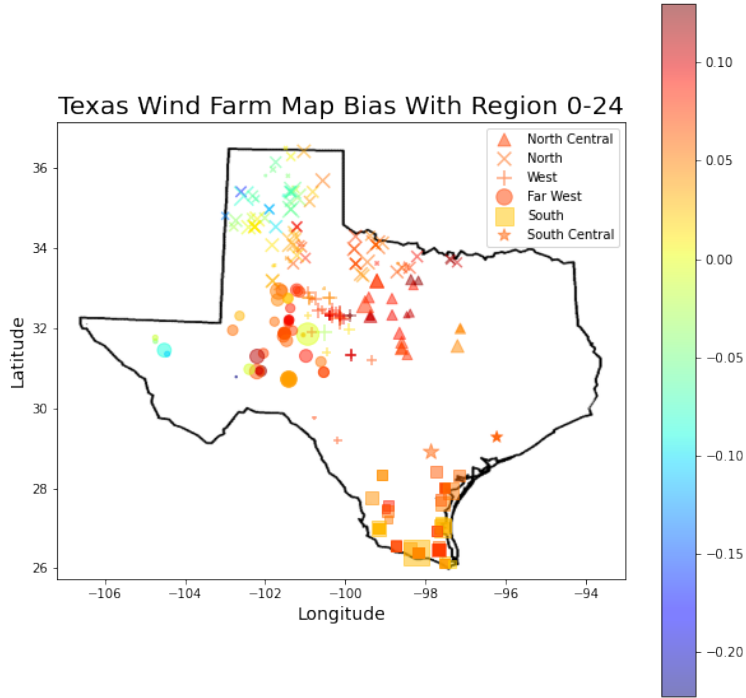 Texas Wind Farm Map Bias With Region 0-24
North Central
North
West
Far West
South
South Central
36
34
32
30
28
26
Latitude
−106
−104
−102
−100
−98
−96
−94
Longitude
0.10
0.05
0.00
−0.05
−0.10
−0.15
−0.20